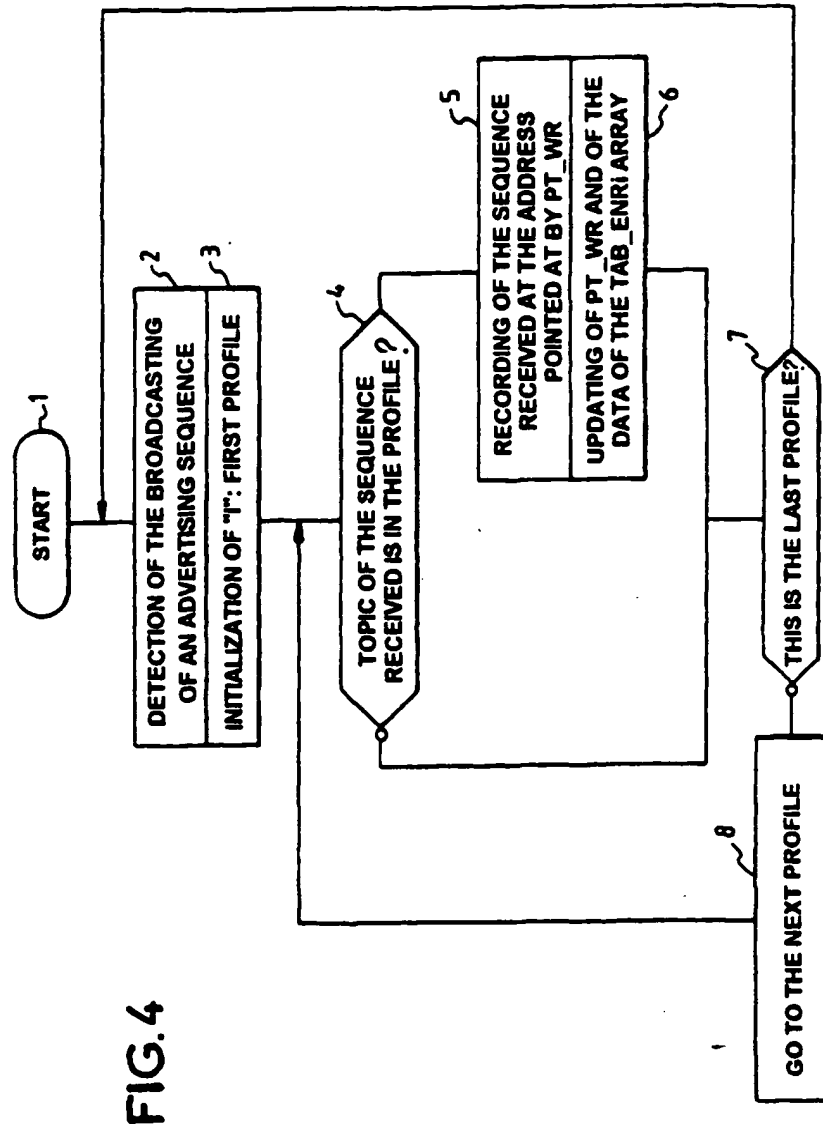 START
1
DETECTION OF THE BROADCASTING
OF AN ADVERTISING SEQUENCE
2
INITIALIZATION OF "I": FIRST PROFILE
3
TOPIC OF THE SEQUENCE
RECEIVED IS IN THE PROFILE?
4
RECORDING OF THE SEQUENCE
RECEIVED AT THE ADDRESS
POINTED AT BY PT_WR
5
UPDATING OF PT_WR AND OF THE
DATA OF THE TAB_ENRi ARRAY
6
THIS IS THE LAST PROFILE?
7
GO TO THE NEXT PROFILE
8
FIG.4